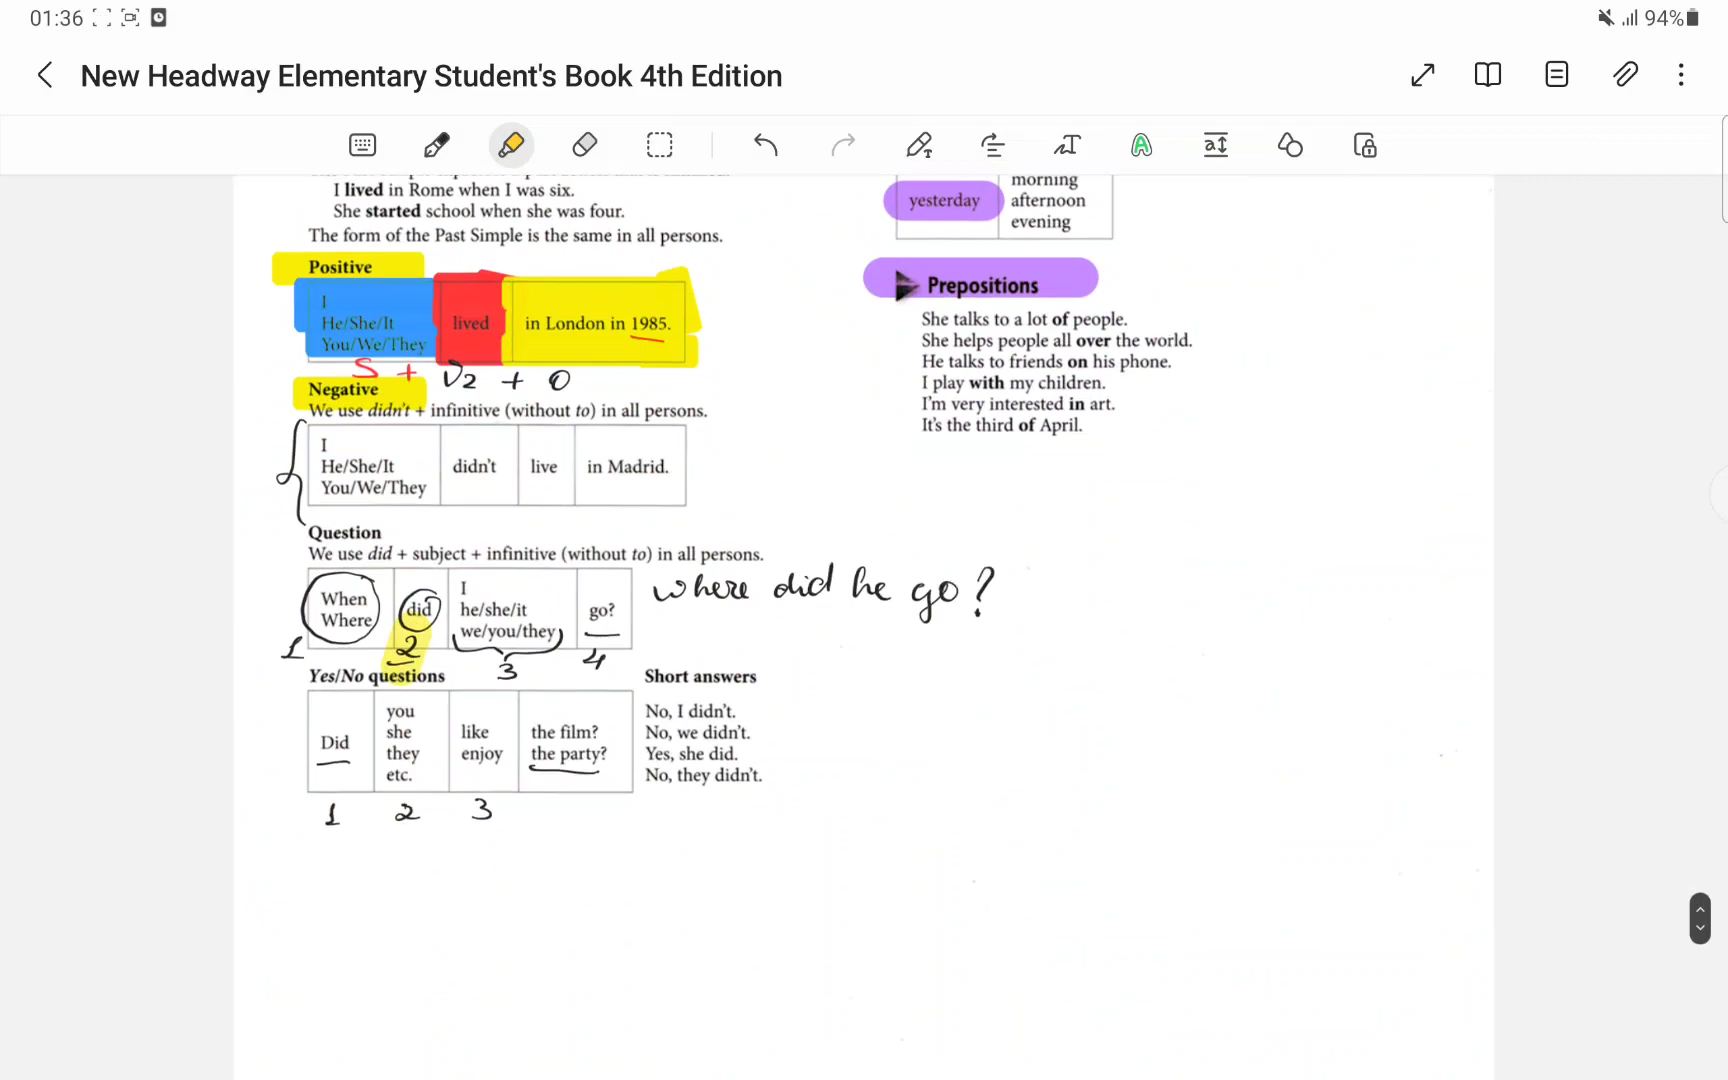 01:36
94%
New Headway Elementary Student's Book 4th Edition
I lived in Rome when I was six.
She started school when she was four.
The form of the Past Simple is the same in all persons.
Positive
I
He/She/It
You/We/They
lived
in London in 1985.
S + V2 + O
Negative
We use didn't + infinitive (without to) in all persons.
I
He/She/It
You/We/They
didn't
live
in Madrid.
Question
We use did + subject + infinitive (without to) in all persons.
When
Where
did
I
he/she/it
we/you/they
go?
where did he go?
1
2
3
4
Yes/No questions
Did
you
she
they
etc.
like
enjoy
the film?
the party?
1 2 3
Short answers
No, I didn't.
No, we didn't.
Yes, she did.
No, they didn't.
yesterday
morning
afternoon
evening
Prepositions
She talks to a lot of people.
She helps people all over the world.
He talks to friends on his phone.
I play with my children.
I'm very interested in art.
It's the third of April.